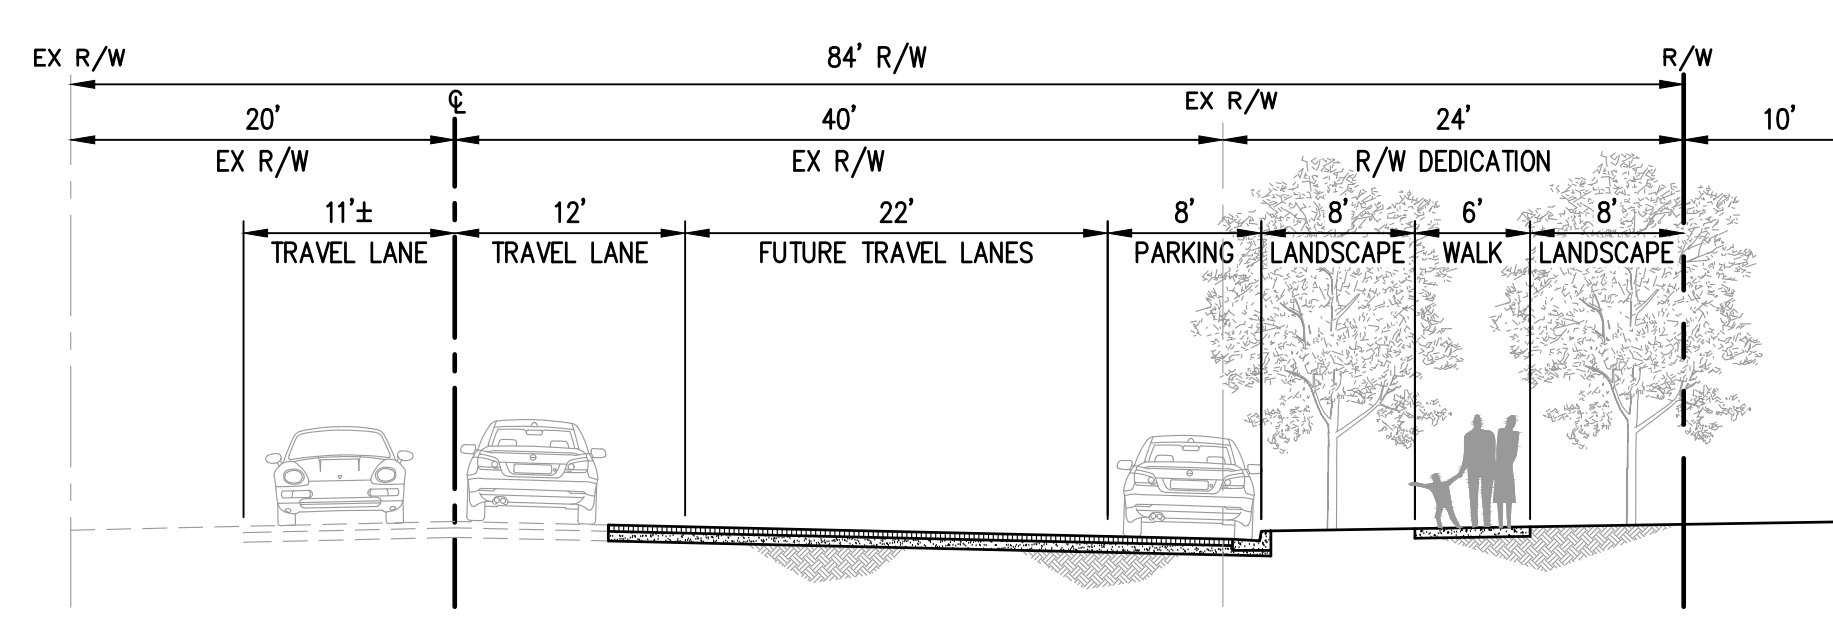 EX R/W 84' R/W R/W
℄ EX R/W
20' 40' 24' 10'
EX R/W EX R/W R/W DEDICATION
11'± 12' 22' 8' 8' 6' 8'
TRAVEL LANE TRAVEL LANE FUTURE TRAVEL LANES PARKING LANDSCAPE WALK LANDSCAPE